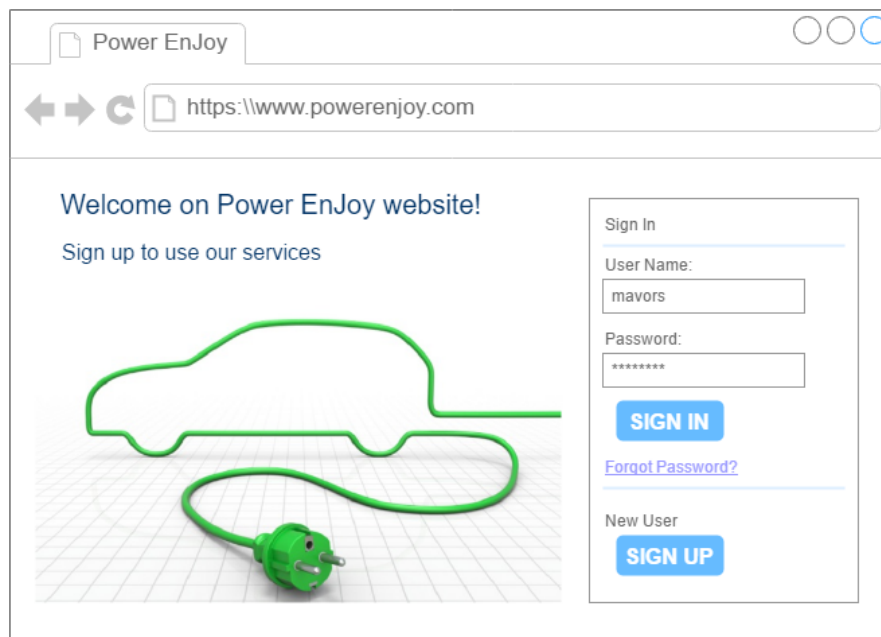 Power EnJoy
https:\\www.powerenjoy.com
Welcome on Power EnJoy website!
Sign up to use our services
Sign In
User Name:
mavors
Password:
********
SIGN IN
Forgot Password?
New User
SIGN UP